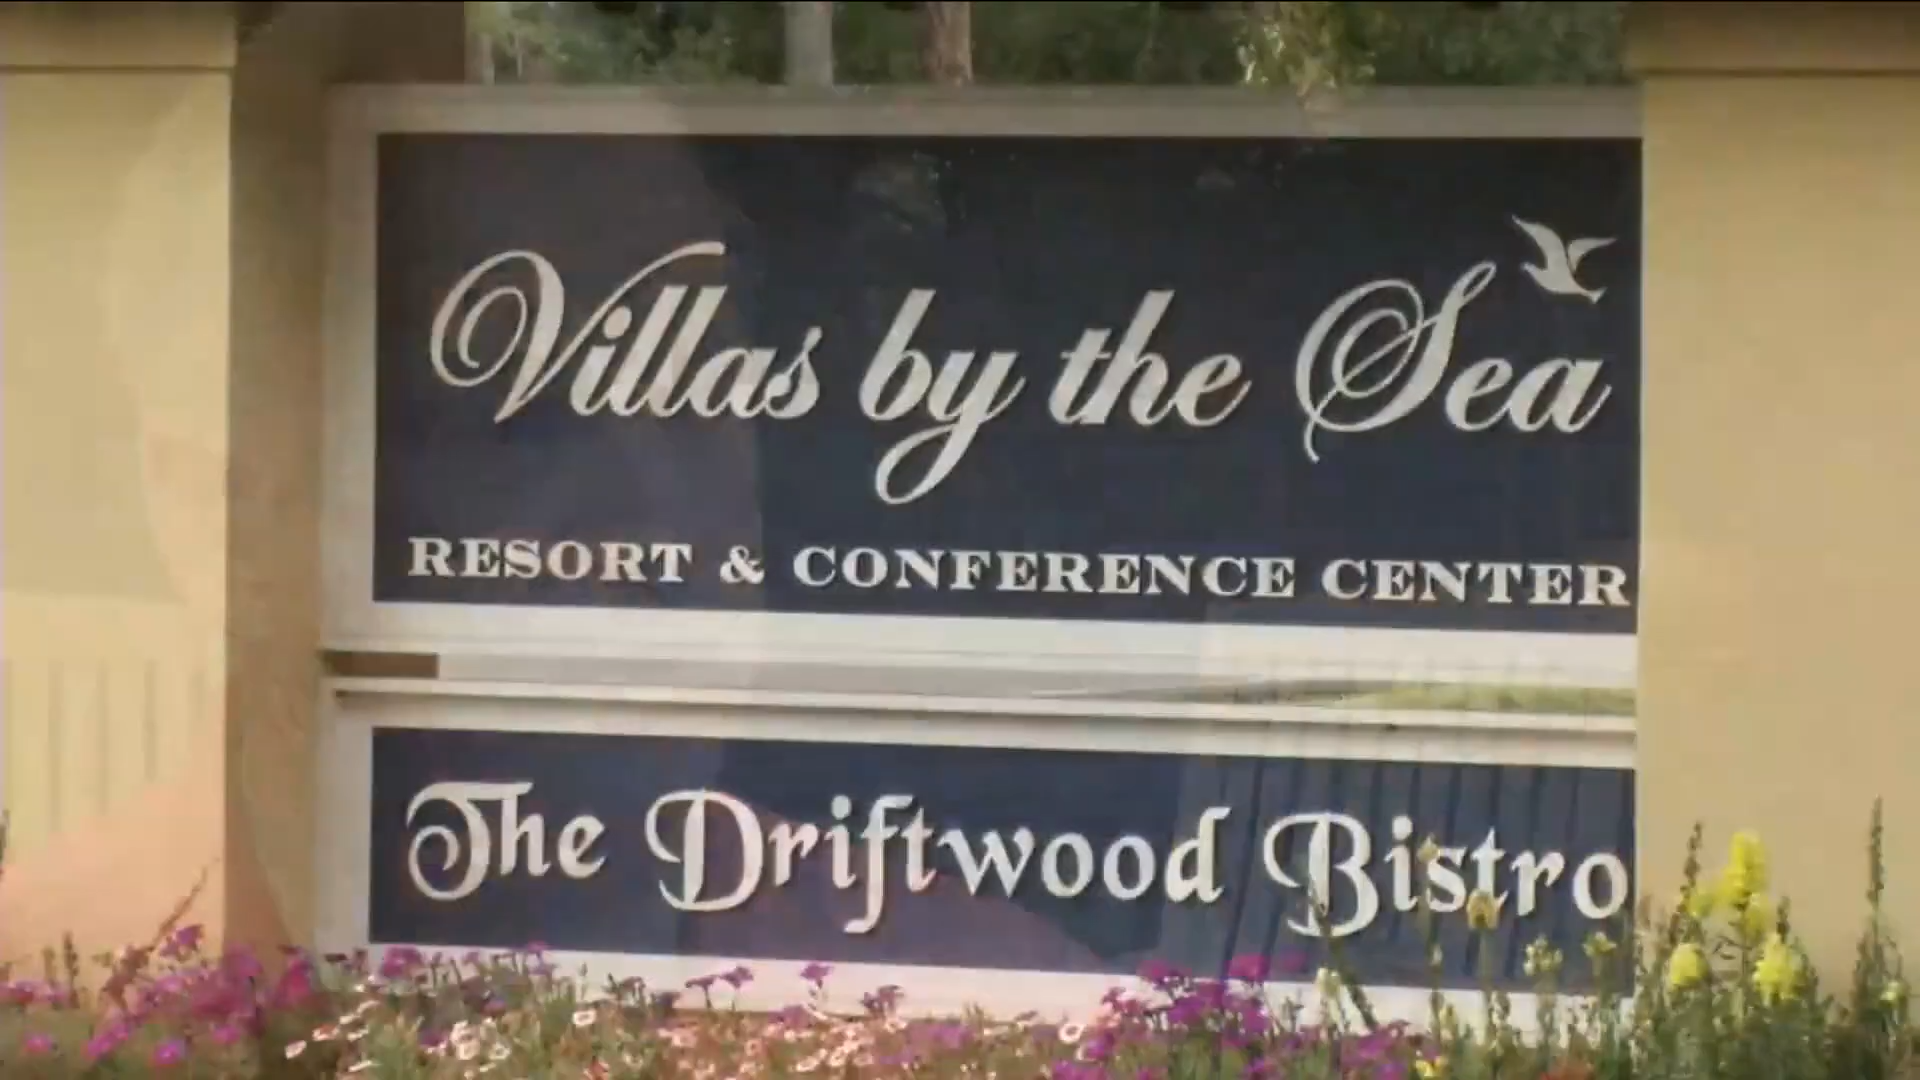 Villas by the Sea
RESORT & CONFERENCE CENTER
The Driftwood Bistro